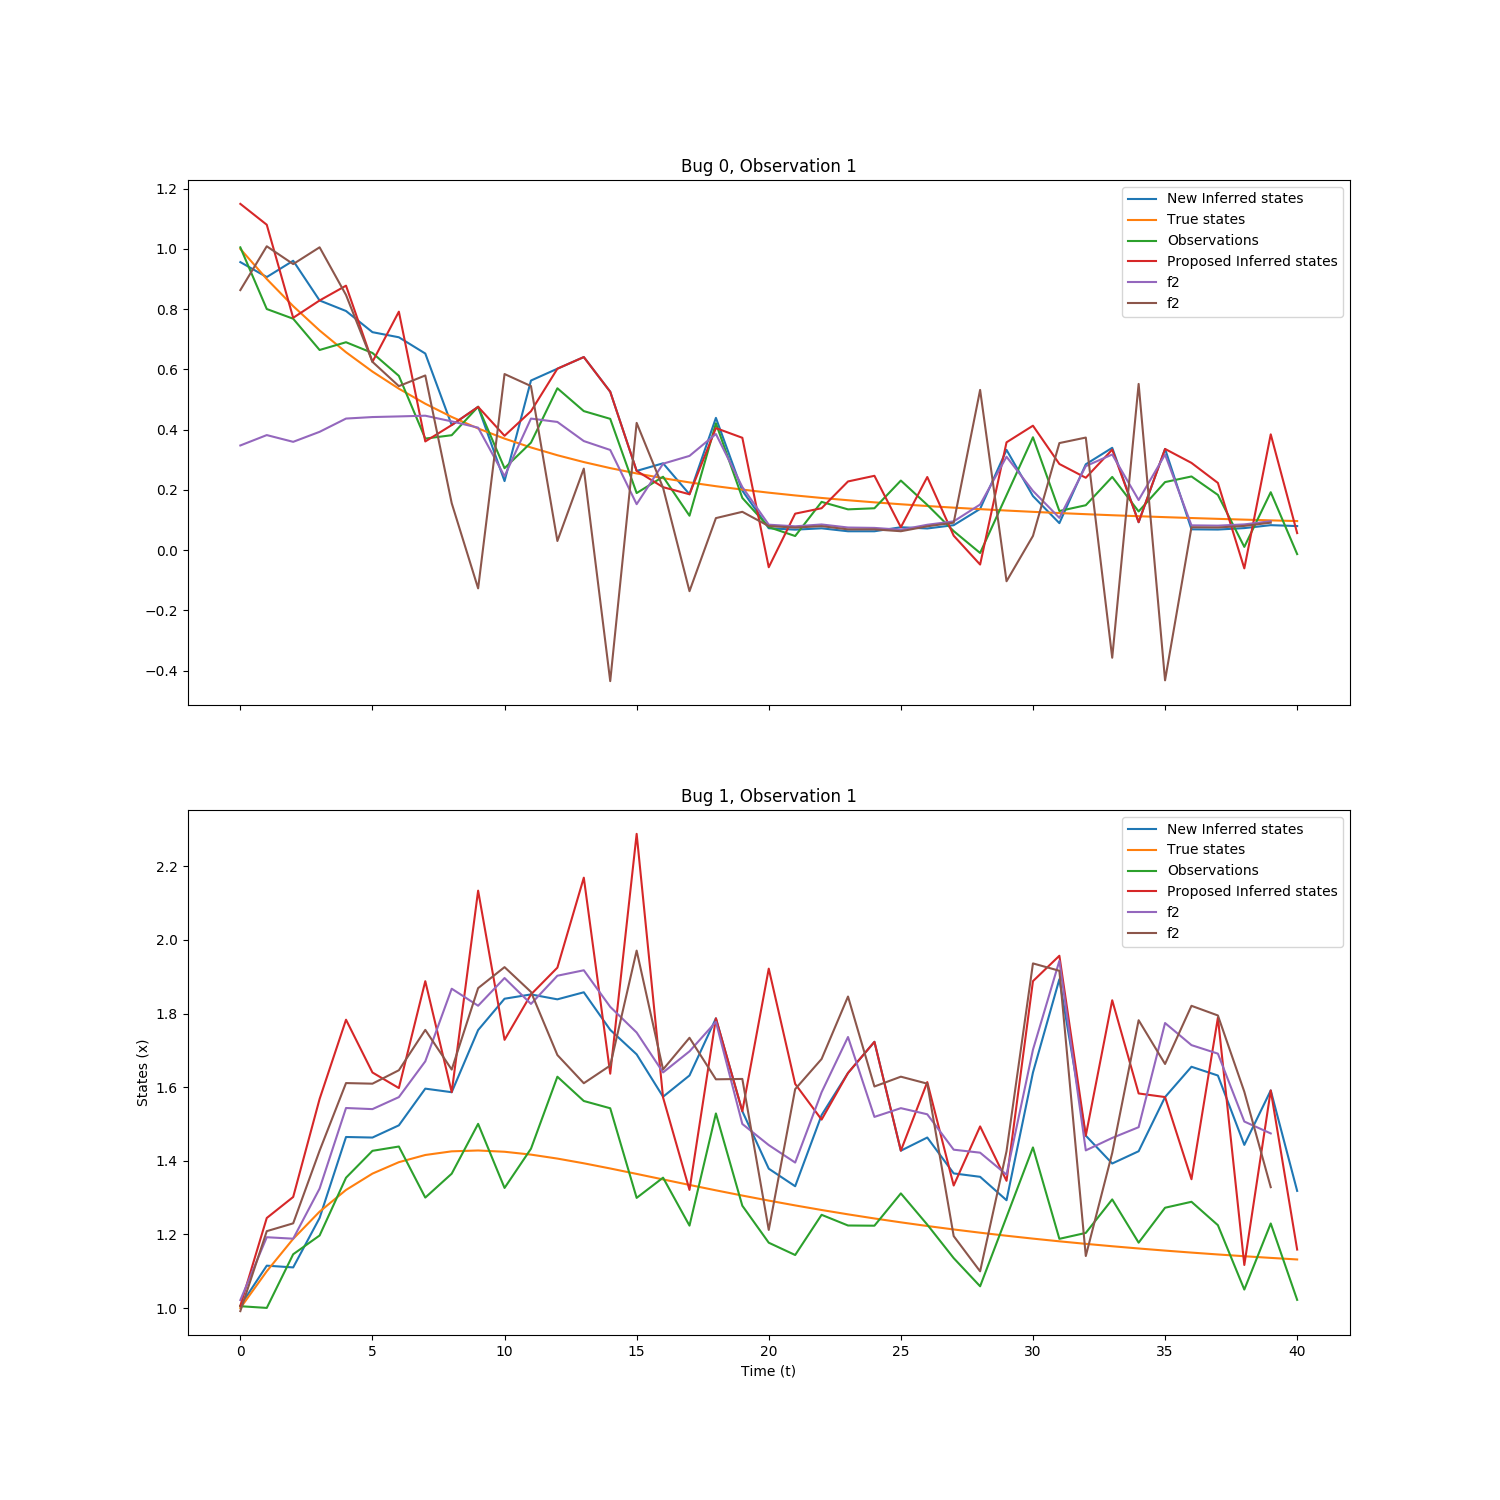 Bug 0, Observation 1
1.2
1.0
0.8
0.6
0.4
0.2
0.0
−0.2
−0.4
New Inferred states
True states
Observations
Proposed Inferred states
f2
f2
Bug 1, Observation 1
States (x)
2.2
2.0
1.8
1.6
1.4
1.2
1.0
New Inferred states
True states
Observations
Proposed Inferred states
f2
f2
0 5 10 15 20 25 30 35 40
Time (t)